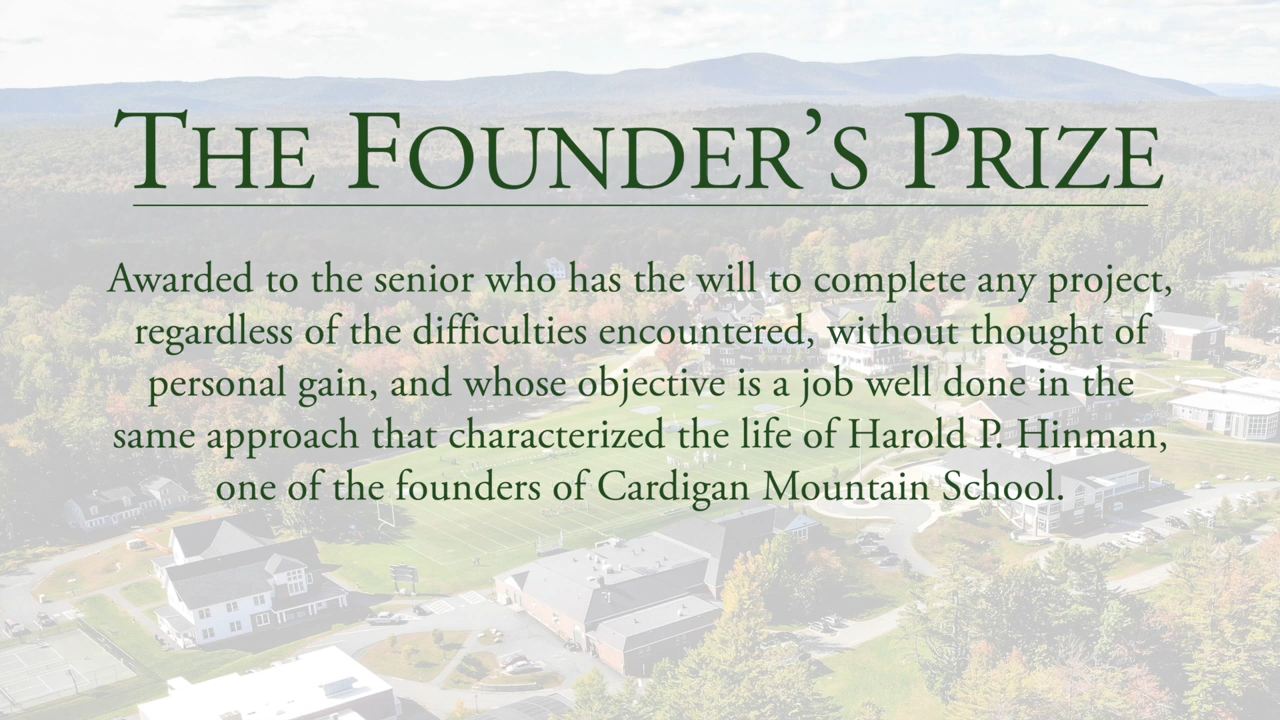 The Founder’s Prize
Awarded to the senior who has the will to complete any project,
regardless of the difficulties encountered, without thought of
personal gain, and whose objective is a job well done in the
same approach that characterized the life of Harold P. Hinman,
one of the founders of Cardigan Mountain School.